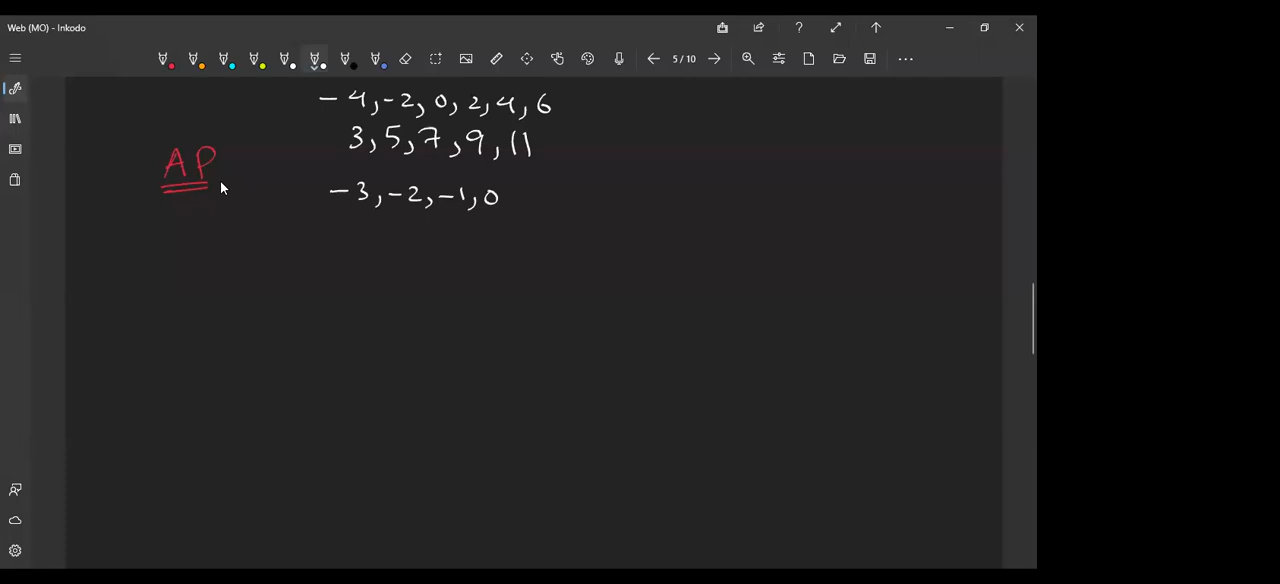 Web (MO) - Inkodo
5/10
- 4, -2, 0, 2, 4, 6
3, 5, 7, 9, 11
AP
-3, -2, -1, 0